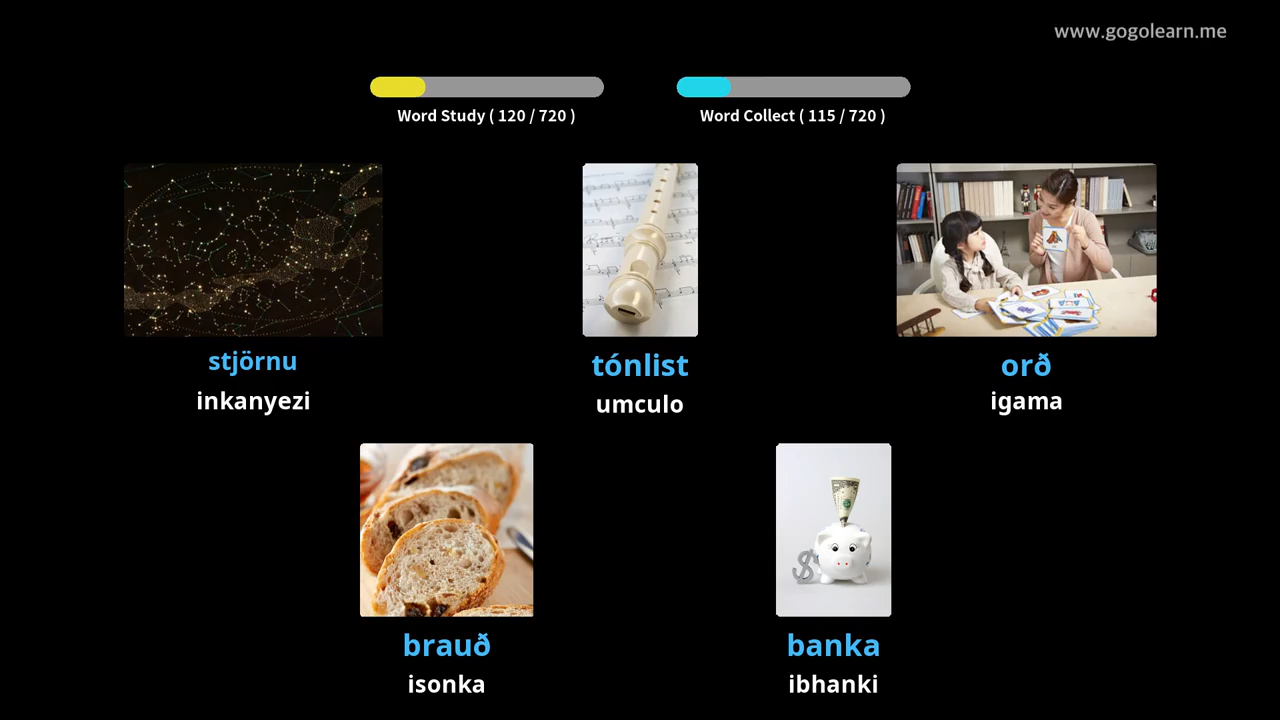 www.gogolearn.me
Word Study ( 120 / 720 )
Word Collect ( 115 / 720 )
stjörnu
inkanyezi
tónlist
umculo
orð
igama
brauð
isonka
banka
ibhanki